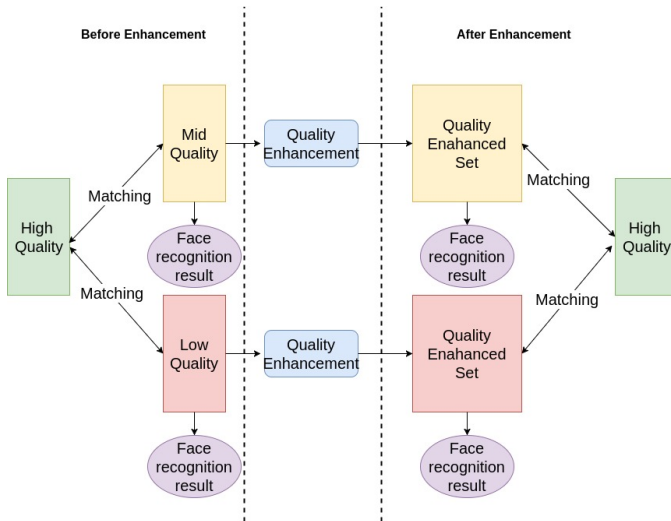 Before Enhancement
After Enhancement
Mid
Quality
Quality
Enhancement
Quality
Enahanced
Set
Matching
Matching
High
Quality
High
Quality
Face
recognition
result
Face
recognition
result
Matching
Matching
Low
Quality
Quality
Enhancement
Quality
Enahanced
Set
Face
recognition
result
Face
recognition
result